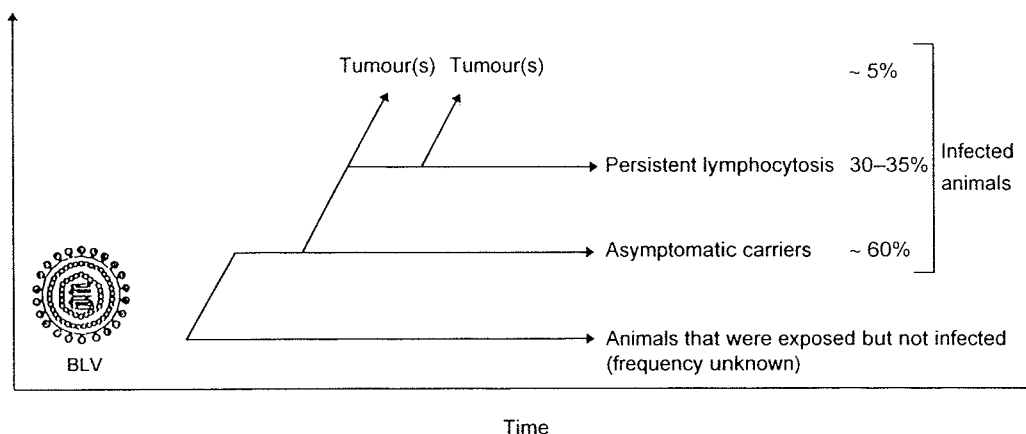 Tumour(s) Tumour(s) ~ 5%
Persistent lymphocytosis 30–35%
Infected
animals
Asymptomatic carriers ~ 60%
Animals that were exposed but not infected
(frequency unknown)
BLV
Time